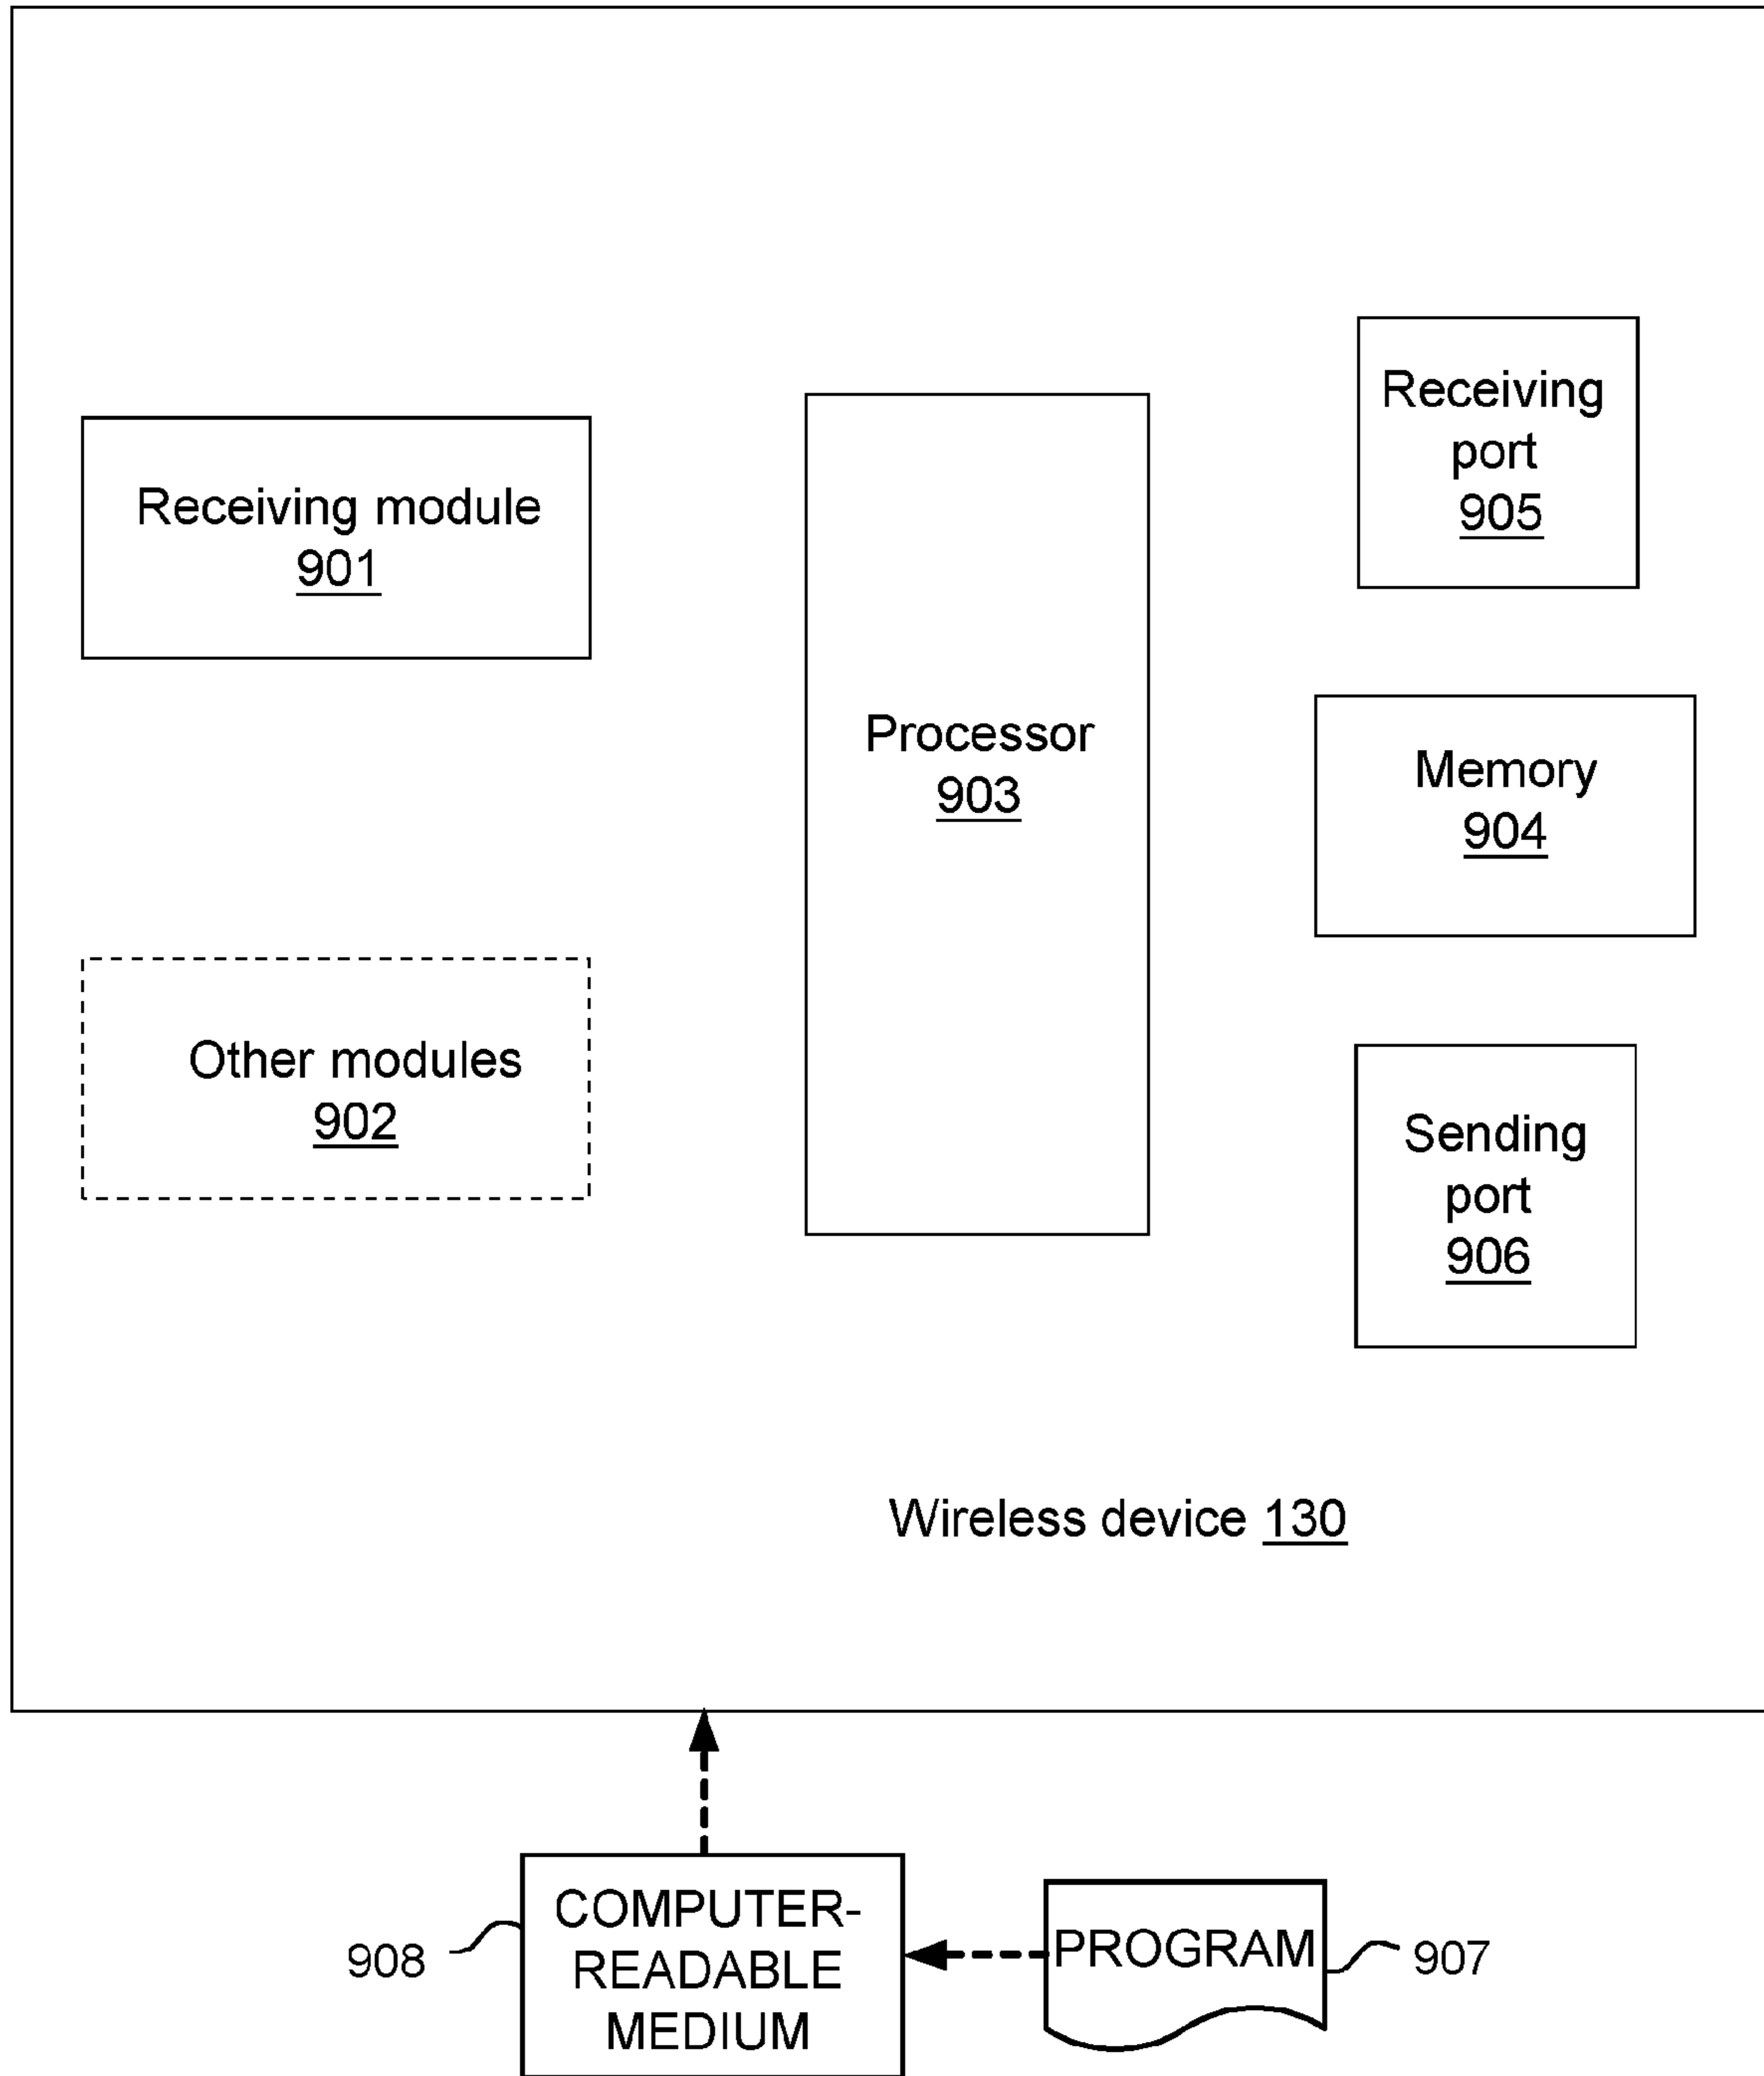 Receiving module
901
Other modules
902
Processor
903
Receiving
port
905
Memory
904
Sending
port
906
Wireless device 130
908
COMPUTER-
READABLE
MEDIUM
PROGRAM
907